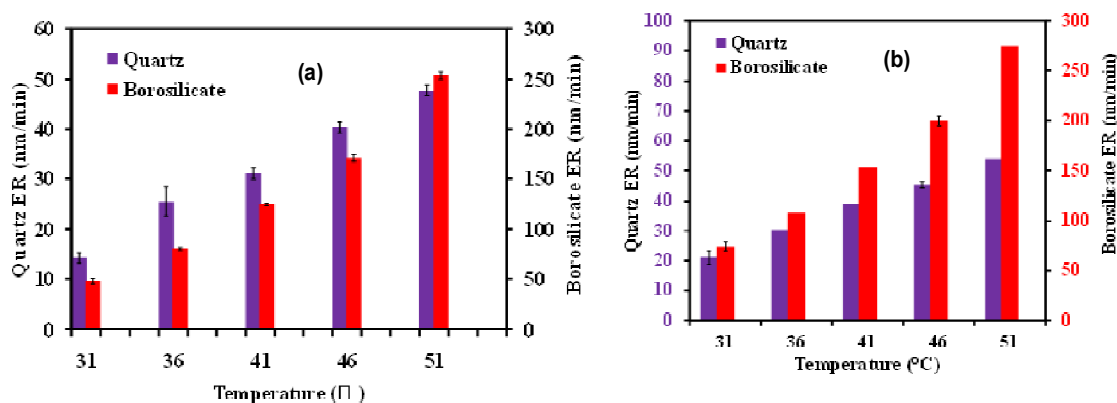 60
50
40
30
20
10
0
Quartz ER (nm/min)
Quartz
Borosilicate
(a)
300
250
200
150
100
50
0
Borosilicate ER (nm/min)
31 36 41 46 51
Temperature (□)
100
90
80
70
60
50
40
30
20
10
0
Quartz ER (nm/min)
Quartz
Borosilicate
(b)
300
250
200
150
100
50
0
Borosilicate ER (nm/min)
31 36 41 46 51
Temperature (°C)